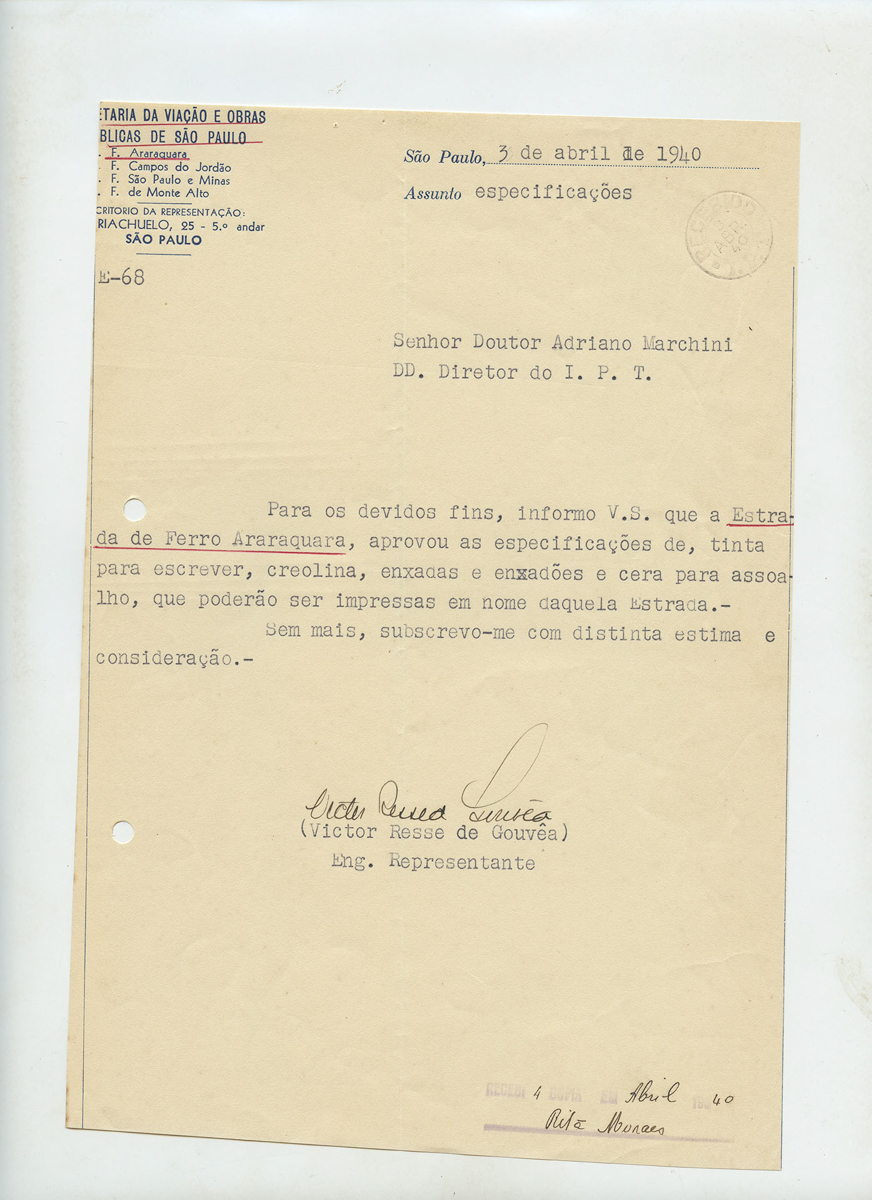 ETARIA DA VIAÇÃO E OBRAS
BLICAS DE SÃO PAULO
. F. Araraquara
. F. Campos do Jordão
. F. São Paulo e Minas
. F. de Monte Alto
CRITORIO DA REPRESENTAÇÃO:
RIACHUELO, 25 - 5.º andar
SÃO PAULO
E-68
São Paulo, 3 de abril de 1940
Assunto especificações
Senhor Doutor Adriano Marchini
DD. Diretor do I. P. T.
Para os devidos fins, informo V.S. que a Estra-
da de Ferro Araraquara, aprovou as especificações de, tinta
para escrever, creolina, enxadas e enxadões e cera para assoa-
lho, que poderão ser impressas em nome daquela Estrada.-
Sem mais, subscrevo-me com distinta estima e
consideração.-
(Victor Resse de Gouvêa)
Eng. Representante
RECEBI 4 COPIA EM Abril 40
Rita Moraes